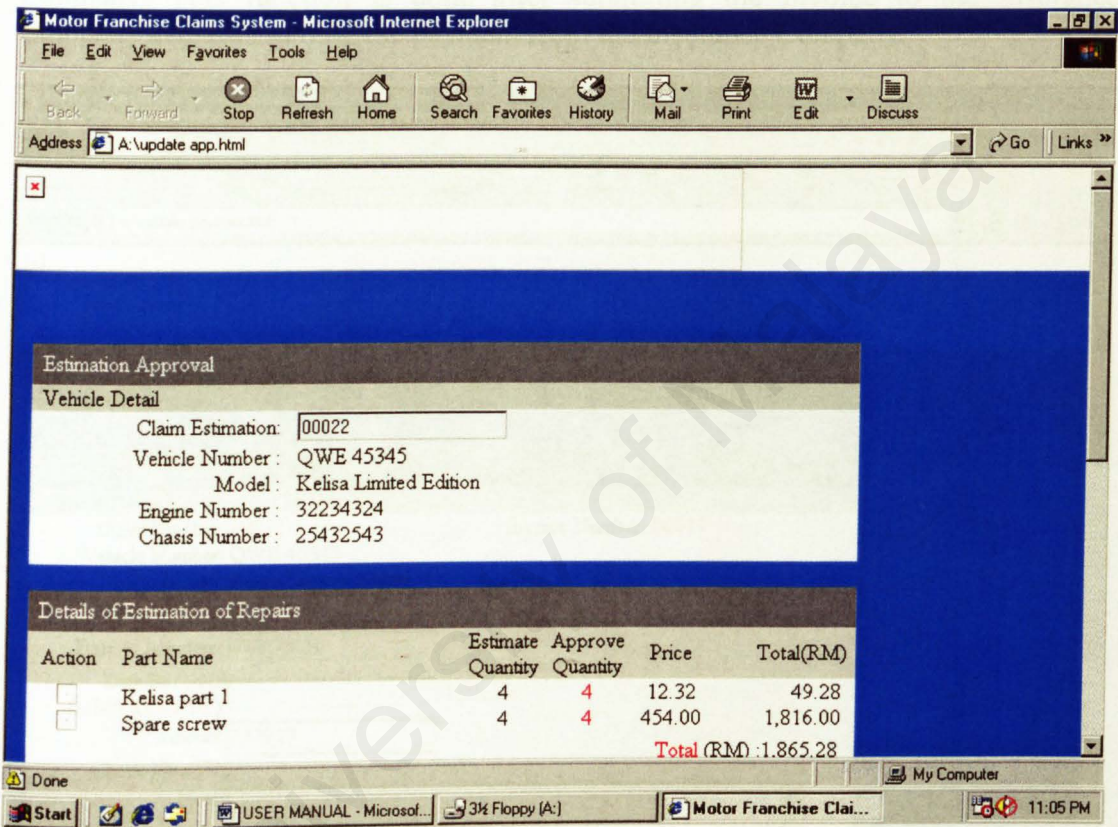 Motor Franchise Claims System - Microsoft Internet Explorer
File Edit View Favorites Tools Help
Back Forward Stop Refresh Home Search Favorites History Mail Print Edit Discuss
Address A:\update app.html Go Links »
Estimation Approval
Vehicle Detail
Claim Estimation: 00022
Vehicle Number : QWE 45345
Model : Kelisa Limited Edition
Engine Number : 32234324
Chasis Number : 25432543
Details of Estimation of Repairs
Action Part Name Estimate Quantity Approve Quantity Price Total(RM)
Kelisa part 1 4 4 12.32 49.28
Spare screw 4 4 454.00 1,816.00
Total (RM) :1,865.28
Done My Computer
Start USER MANUAL - Microsof... 3½ Floppy (A:) Motor Franchise Clai... 11:05 PM
University of Malaya